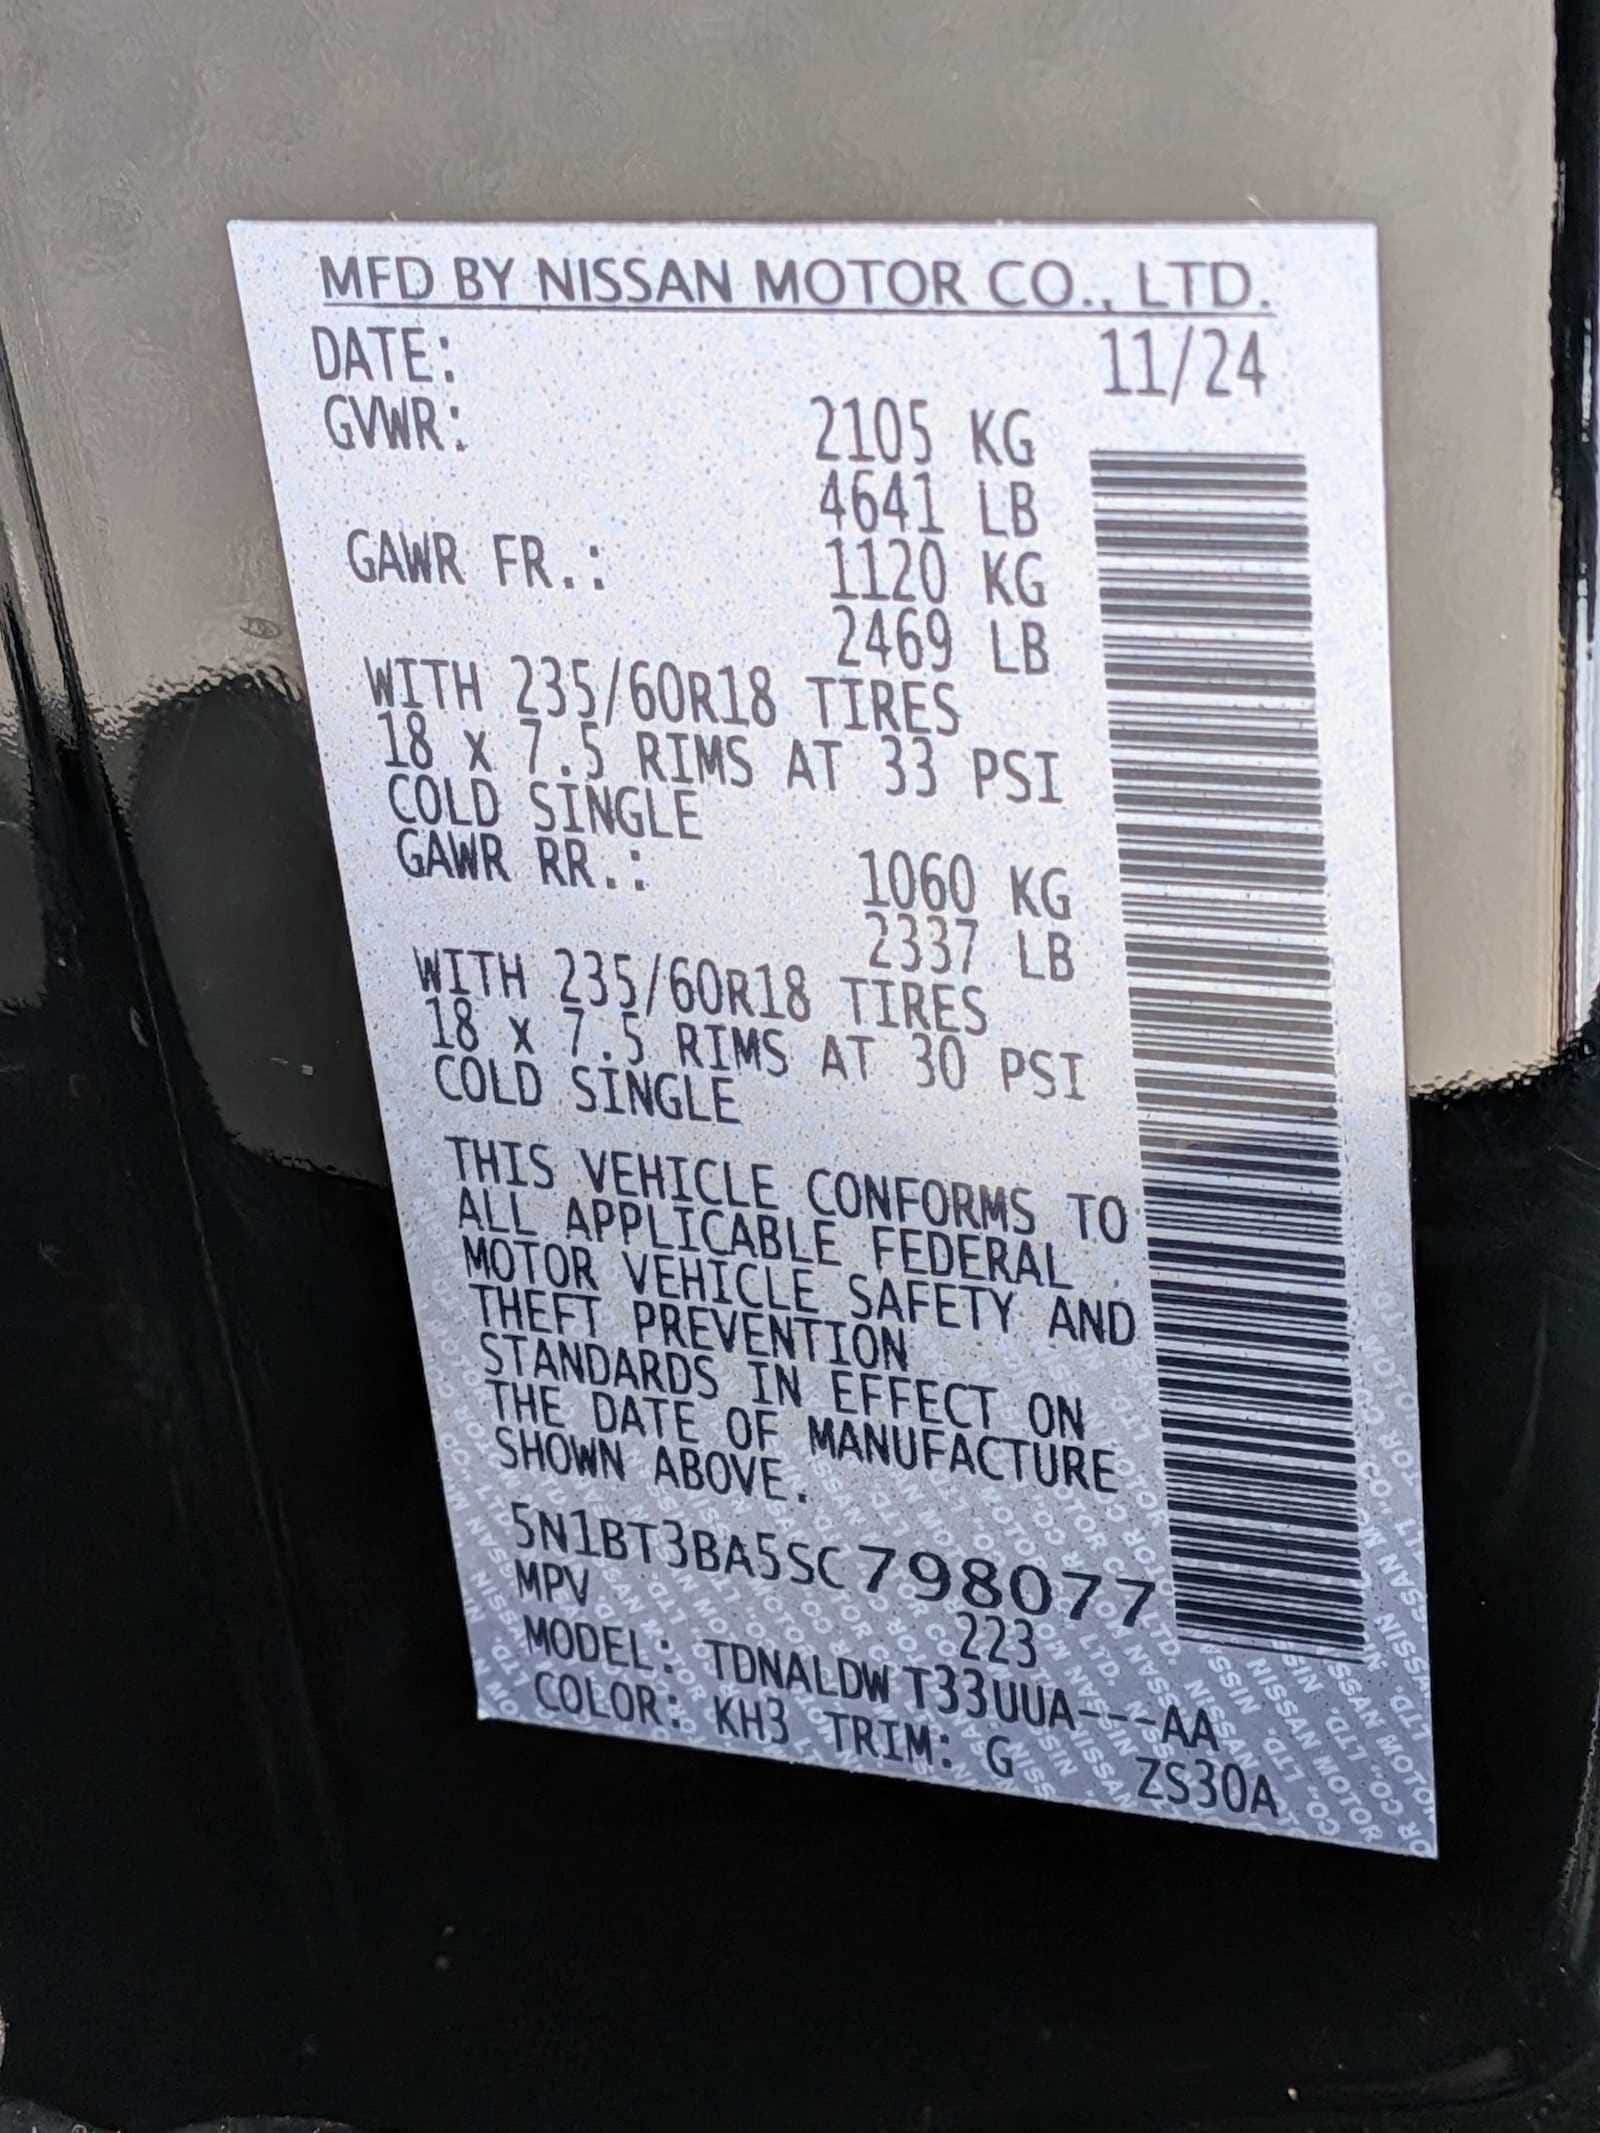 MFD BY NISSAN MOTOR CO., LTD.
DATE: 11/24
GVWR: 2105 KG
4641 LB
GAWR FR.: 1120 KG
2469 LB
WITH 235/60R18 TIRES
18 x 7.5 RIMS AT 33 PSI
COLD SINGLE
GAWR RR.: 1060 KG
2337 LB
WITH 235/60R18 TIRES
18 x 7.5 RIMS AT 30 PSI
COLD SINGLE
THIS VEHICLE CONFORMS TO
ALL APPLICABLE FEDERAL
MOTOR VEHICLE SAFETY AND
THEFT PREVENTION
STANDARDS IN EFFECT ON
THE DATE OF MANUFACTURE
SHOWN ABOVE.
5N1BT3BA5SC798077
MPV 223
MODEL: TDNALDW T33UUA---AA
COLOR: KH3 TRIM: G ZS30A